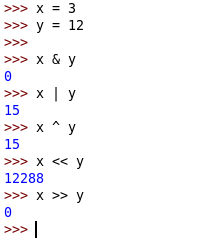 >>> x = 3
>>> y = 12
>>>
>>> x & y
0
>>> x | y
15
>>> x ^ y
15
>>> x << y
12288
>>> x >> y
0
>>>